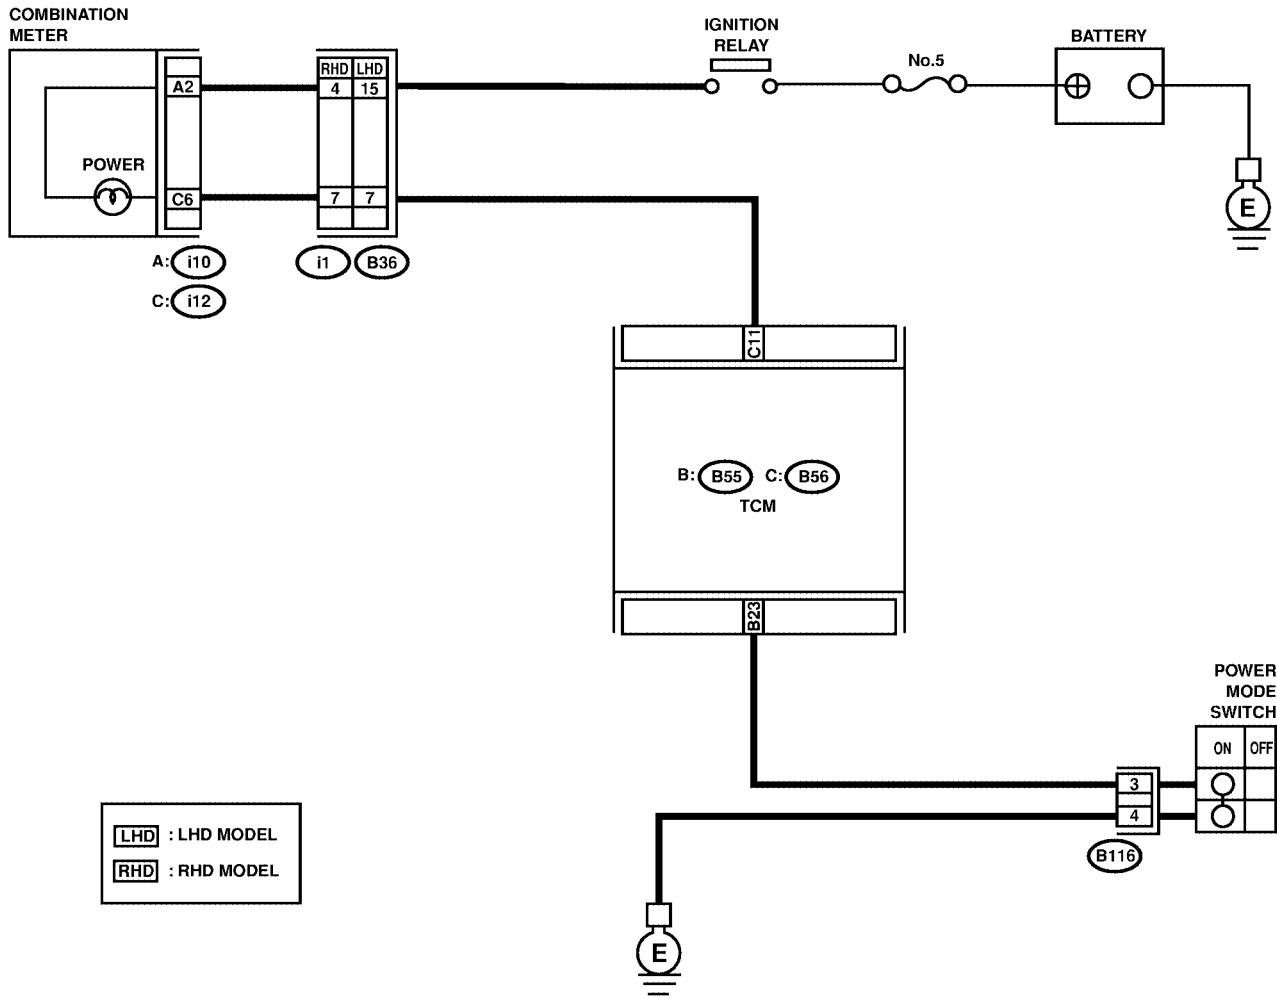 COMBINATION
METER
IGNITION
RELAY
No.5
BATTERY
RHD LHD
A2
4 15
POWER
C6
7 7
E
A: i10
i1 B36
C: i12
C11
B: B55 C: B56
TCM
B23
POWER
MODE
SWITCH
ON OFF
3
4
B116
LHD : LHD MODEL
RHD : RHD MODEL
E